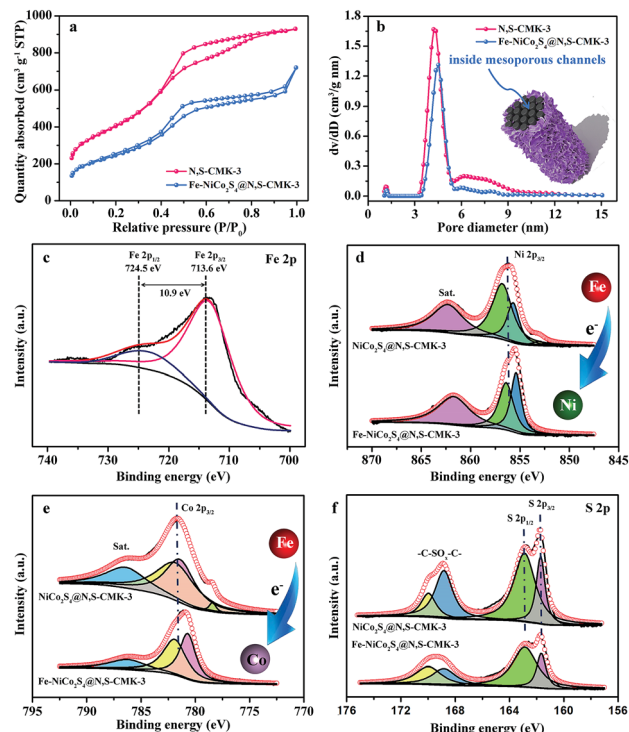 a
Quantity absorbed (cm³ g⁻¹ STP)
1000
800
600
400
200
0
N,S-CMK-3
Fe-NiCo₂S₄@N,S-CMK-3
0.0 0.2 0.4 0.6 0.8 1.0
Relative pressure (P/P₀)
b
dv/dD (cm³/g nm)
1.8
1.5
1.2
0.9
0.6
0.3
0.0
N,S-CMK-3
Fe-NiCo₂S₄@N,S-CMK-3
inside mesoporous channels
0 3 6 9 12 15
Pore diameter (nm)
c
Fe 2p₁/₂ Fe 2p₃/₂
724.5 eV 713.6 eV
Fe 2p
10.9 eV
Intensity (a.u.)
740 730 720 710 700
Binding energy (eV)
d
Ni 2p₃/₂
Sat.
Fe
e⁻
NiCo₂S₄@N,S-CMK-3
Ni
Fe-NiCo₂S₄@N,S-CMK-3
Intensity (a.u.)
870 865 860 855 850 845
Binding energy (eV)
e
Co 2p₃/₂
Sat.
Fe
e⁻
NiCo₂S₄@N,S-CMK-3
Co
Fe-NiCo₂S₄@N,S-CMK-3
Intensity (a.u.)
795 790 785 780 775
Binding energy (eV)
f
S 2p₃/₂
S 2p
S 2p₁/₂
-C-SOₓ-C-
NiCo₂S₄@N,S-CMK-3
Fe-NiCo₂S₄@N,S-CMK-3
Intensity (a.u.)
175 170 165 160 155
Binding energy (eV)